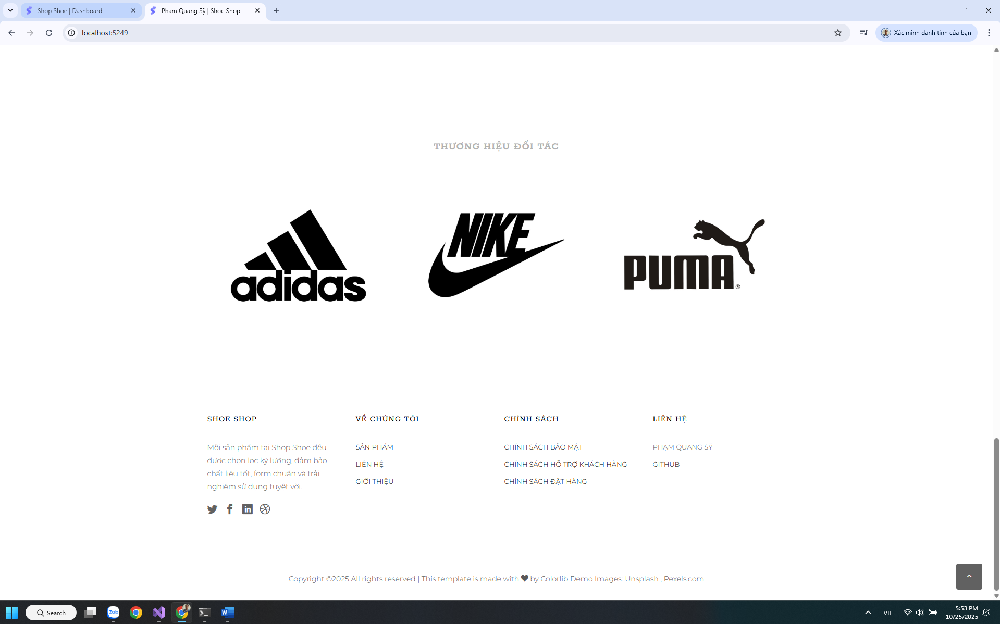 Shop Shoe | Dashboard
Phạm Quang Sỹ | Shoe Shop
localhost:5249
Xác minh danh tính của bạn
THƯƠNG HIỆU ĐỐI TÁC
adidas
NIKE
PUMA®
SHOE SHOP
Mỗi sản phẩm tại Shop Shoe đều
được chọn lọc kỹ lưỡng, đảm bảo
chất liệu tốt, form chuẩn và trải
nghiệm sử dụng tuyệt vời.
VỀ CHÚNG TÔI
SẢN PHẨM
LIÊN HỆ
GIỚI THIỆU
CHÍNH SÁCH
CHÍNH SÁCH BẢO MẬT
CHÍNH SÁCH HỖ TRỢ KHÁCH HÀNG
CHÍNH SÁCH ĐẶT HÀNG
LIÊN HỆ
PHẠM QUANG SỸ
GITHUB
Copyright ©2025 All rights reserved | This template is made with ♥ by Colorlib Demo Images: Unsplash , Pexels.com
Search
Zalo
VIE
5:53 PM
10/25/2025